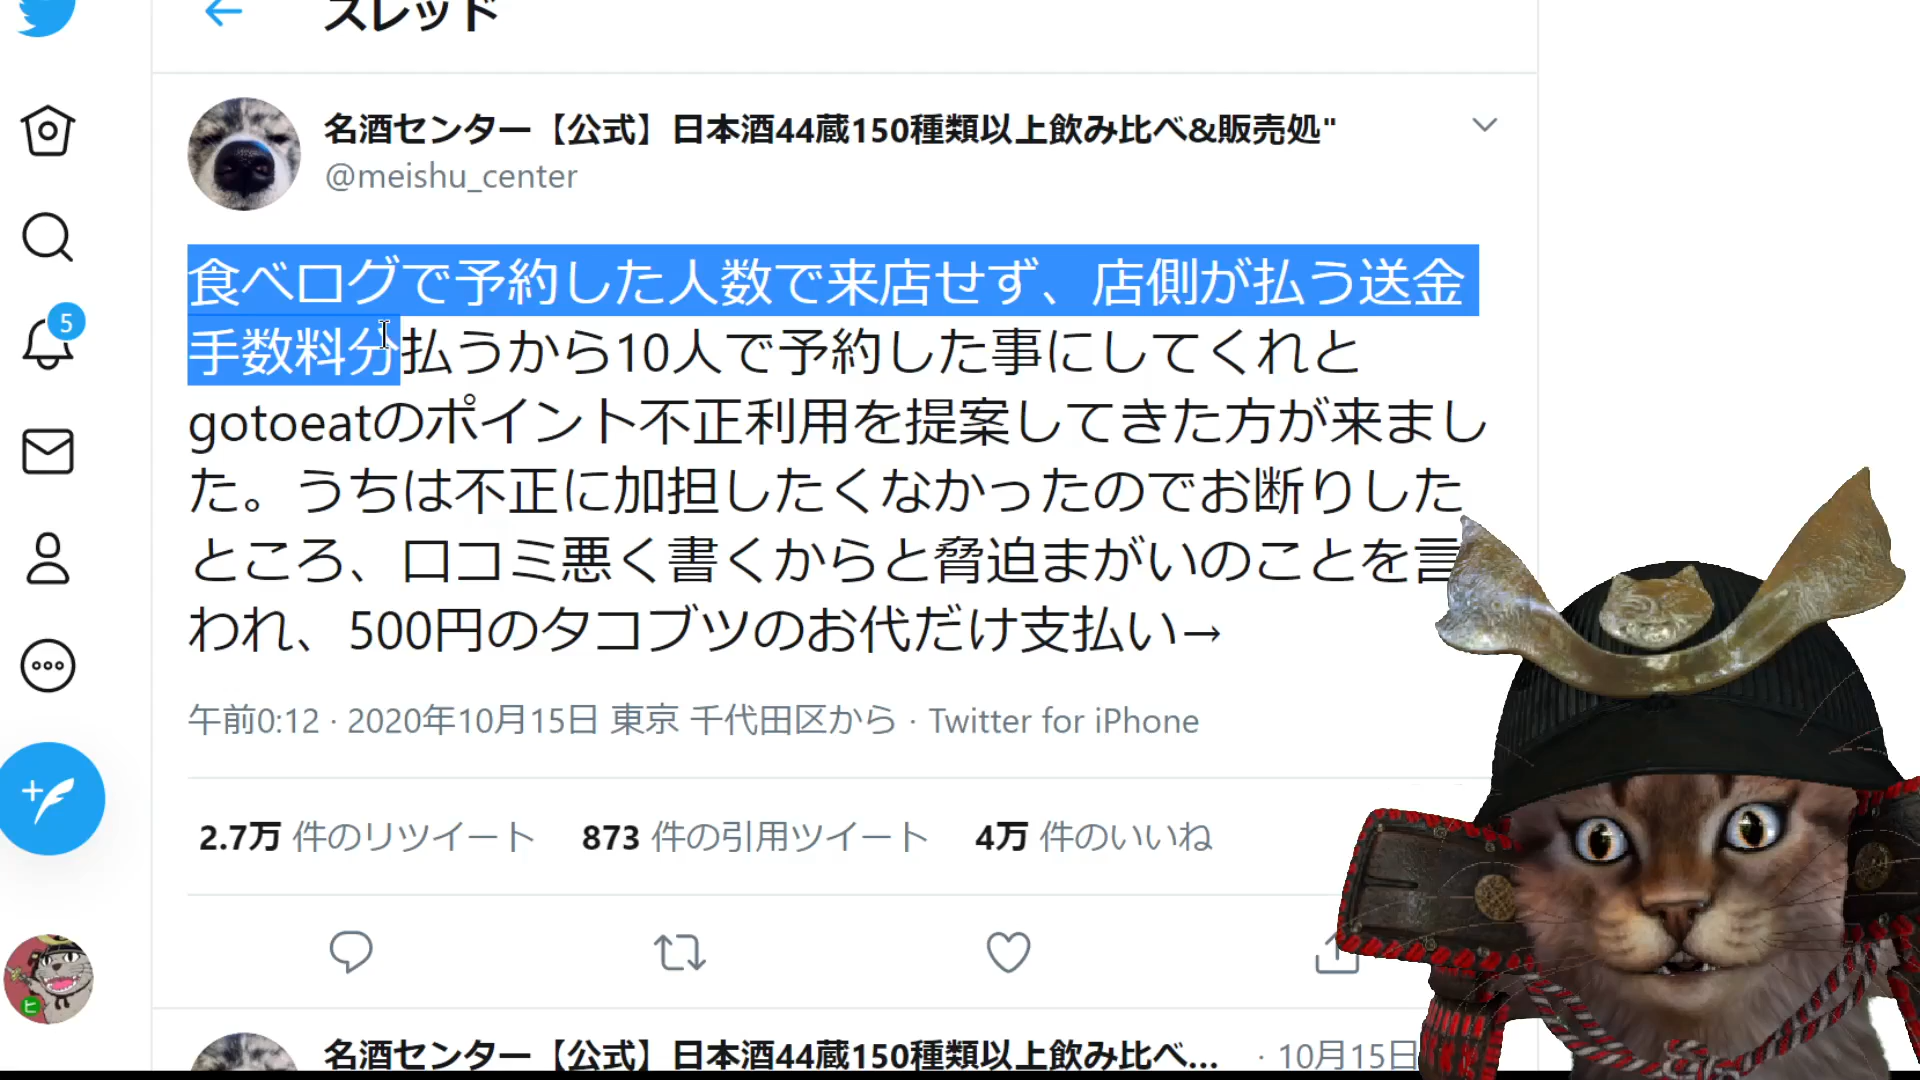 スレッド
名酒センター【公式】日本酒44蔵150種類以上飲み比べ&販売処"
@meishu_center
食べログで予約した人数で来店せず、店側が払う送金
手数料分払うから10人で予約した事にしてくれと
gotoeatのポイント不正利用を提案してきた方が来まし
た。うちは不正に加担したくなかったのでお断りした
ところ、口コミ悪く書くからと脅迫まがいのことを言
われ、500円のタコブツのお代だけ支払い→
午前0:12 · 2020年10月15日 東京 千代田区から · Twitter for iPhone
2.7万 件のリツイート 873 件の引用ツイート 4万 件のいいね
名酒センター【公式】日本酒44蔵150種類以上飲み比べ... · 10月15日
5
ヒ